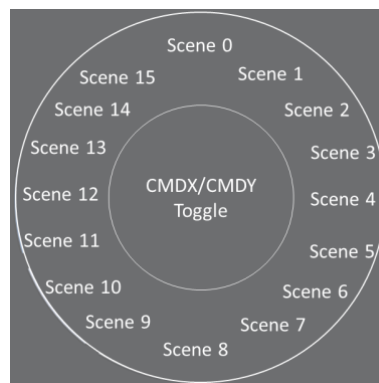 Scene 0
Scene 1
Scene 2
Scene 3
Scene 4
Scene 5
Scene 6
Scene 7
Scene 8
Scene 9
Scene 10
Scene 11
Scene 12
Scene 13
Scene 14
Scene 15
CMDX/CMDY
Toggle